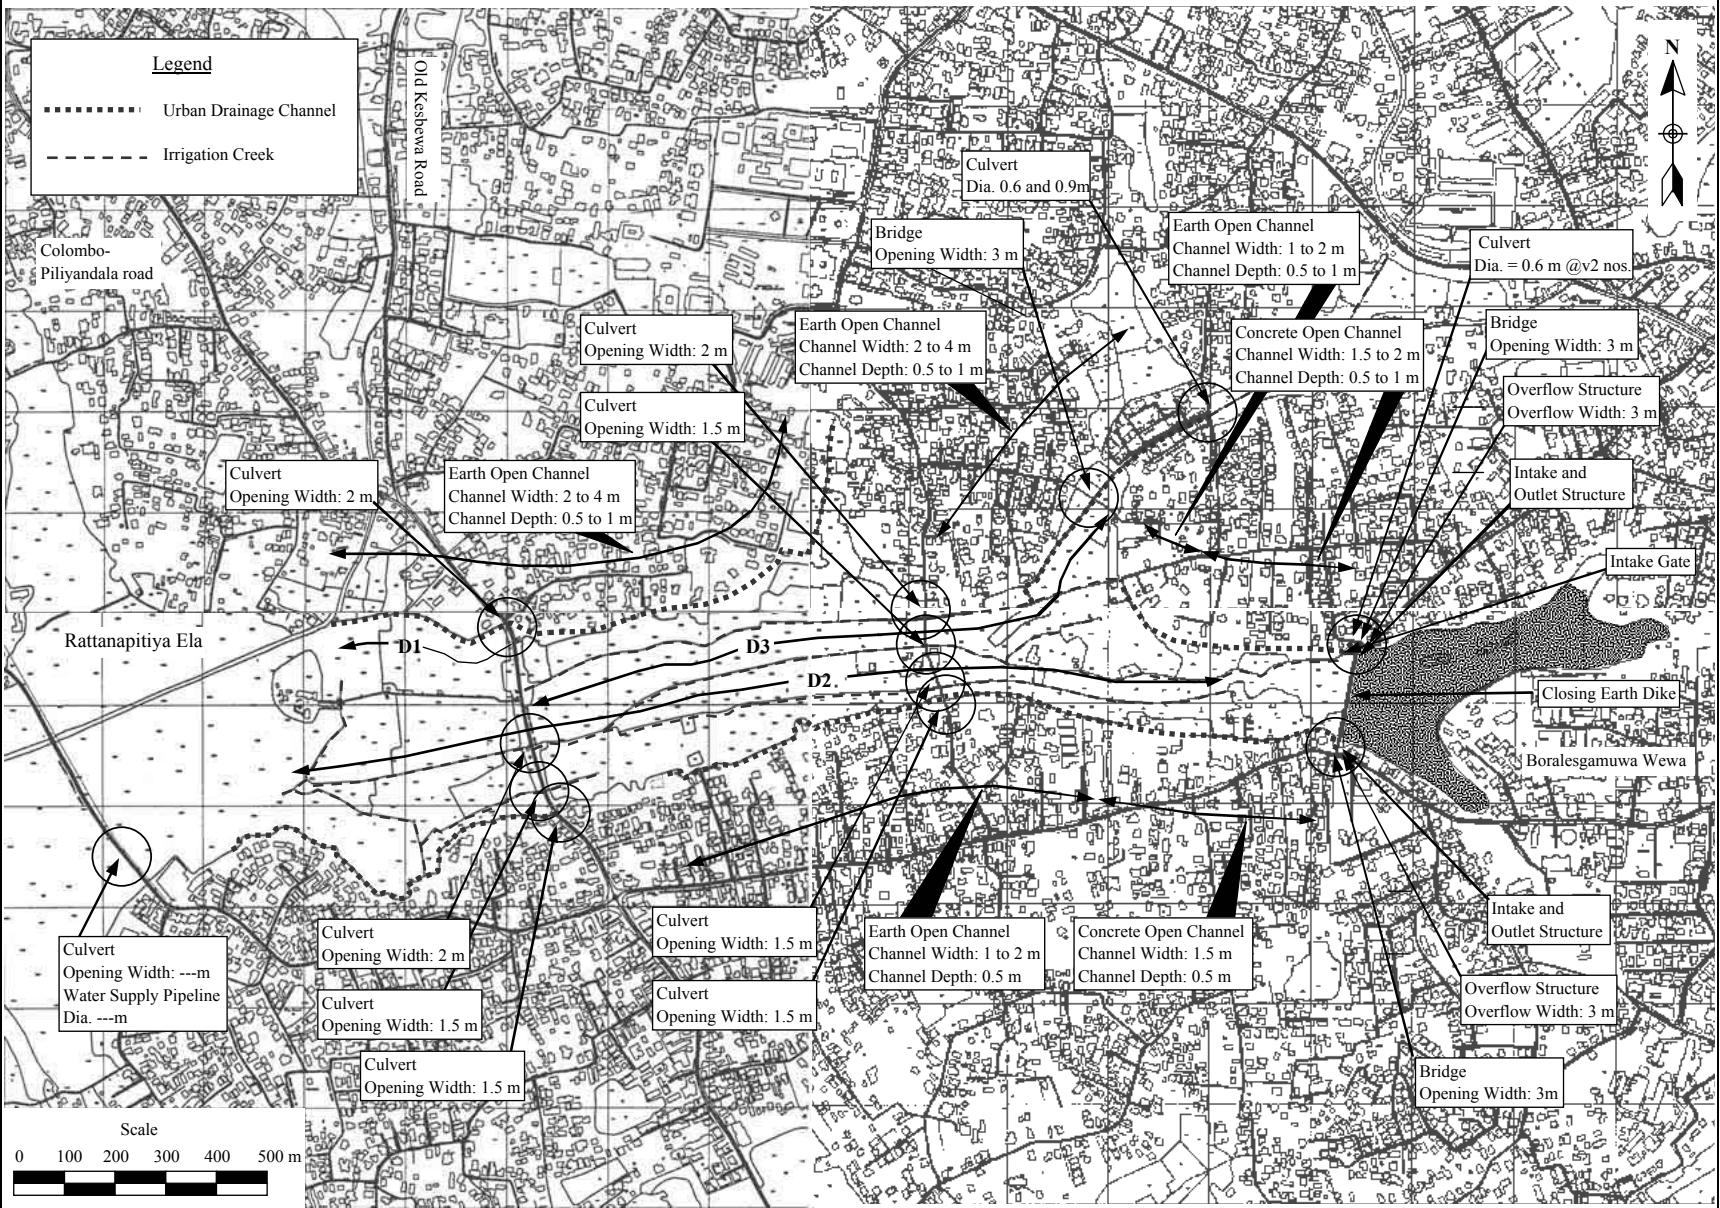 Legend
Urban Drainage Channel
Irrigation Creek
Old Kesbewa Road
N
Colombo-
Piliyandala road
Culvert
Dia. 0.6 and 0.9m
Bridge
Opening Width: 3 m
Earth Open Channel
Channel Width: 1 to 2 m
Channel Depth: 0.5 to 1 m
Culvert
Dia. = 0.6 m @v2 nos.
Culvert
Opening Width: 2 m
Earth Open Channel
Channel Width: 2 to 4 m
Channel Depth: 0.5 to 1 m
Concrete Open Channel
Channel Width: 1.5 to 2 m
Channel Depth: 0.5 to 1 m
Bridge
Opening Width: 3 m
Culvert
Opening Width: 1.5 m
Overflow Structure
Overflow Width: 3 m
Culvert
Opening Width: 2 m
Earth Open Channel
Channel Width: 2 to 4 m
Channel Depth: 0.5 to 1 m
Intake and
Outlet Structure
Intake Gate
Rattanapitiya Ela
D1
D3
D2
Closing Earth Dike
Boralesgamuwa Wewa
Culvert
Opening Width: ---m
Water Supply Pipeline
Dia. ---m
Culvert
Opening Width: 2 m
Culvert
Opening Width: 1.5 m
Culvert
Opening Width: 1.5 m
Culvert
Opening Width: 1.5 m
Culvert
Opening Width: 1.5 m
Earth Open Channel
Channel Width: 1 to 2 m
Channel Depth: 0.5 m
Concrete Open Channel
Channel Width: 1.5 m
Channel Depth: 0.5 m
Intake and
Outlet Structure
Overflow Structure
Overflow Width: 3 m
Bridge
Opening Width: 3m
Scale
0 100 200 300 400 500 m